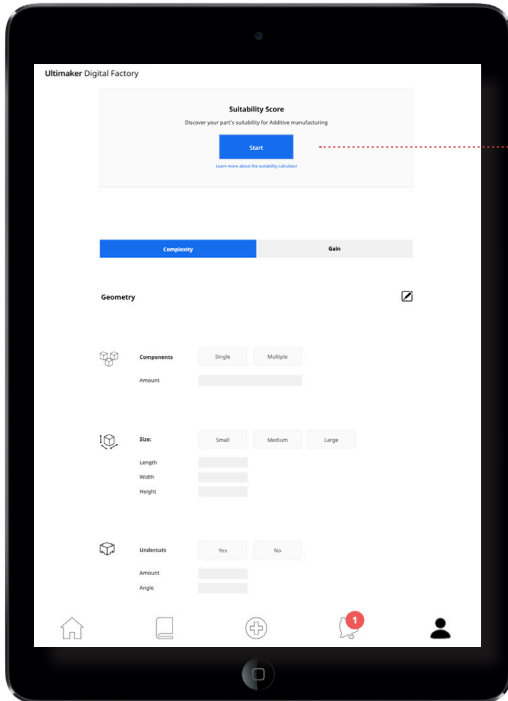 Ultimaker Digital Factory
Suitability Score
Discover your part's suitability for Additive manufacturing
Start
Learn more about the suitability calculator
Complexity Gain
Geometry
Components Single Multiple
Amount
Size: Small Medium Large
Length
Width
Height
Undercuts Yes No
Amount
Angle
1